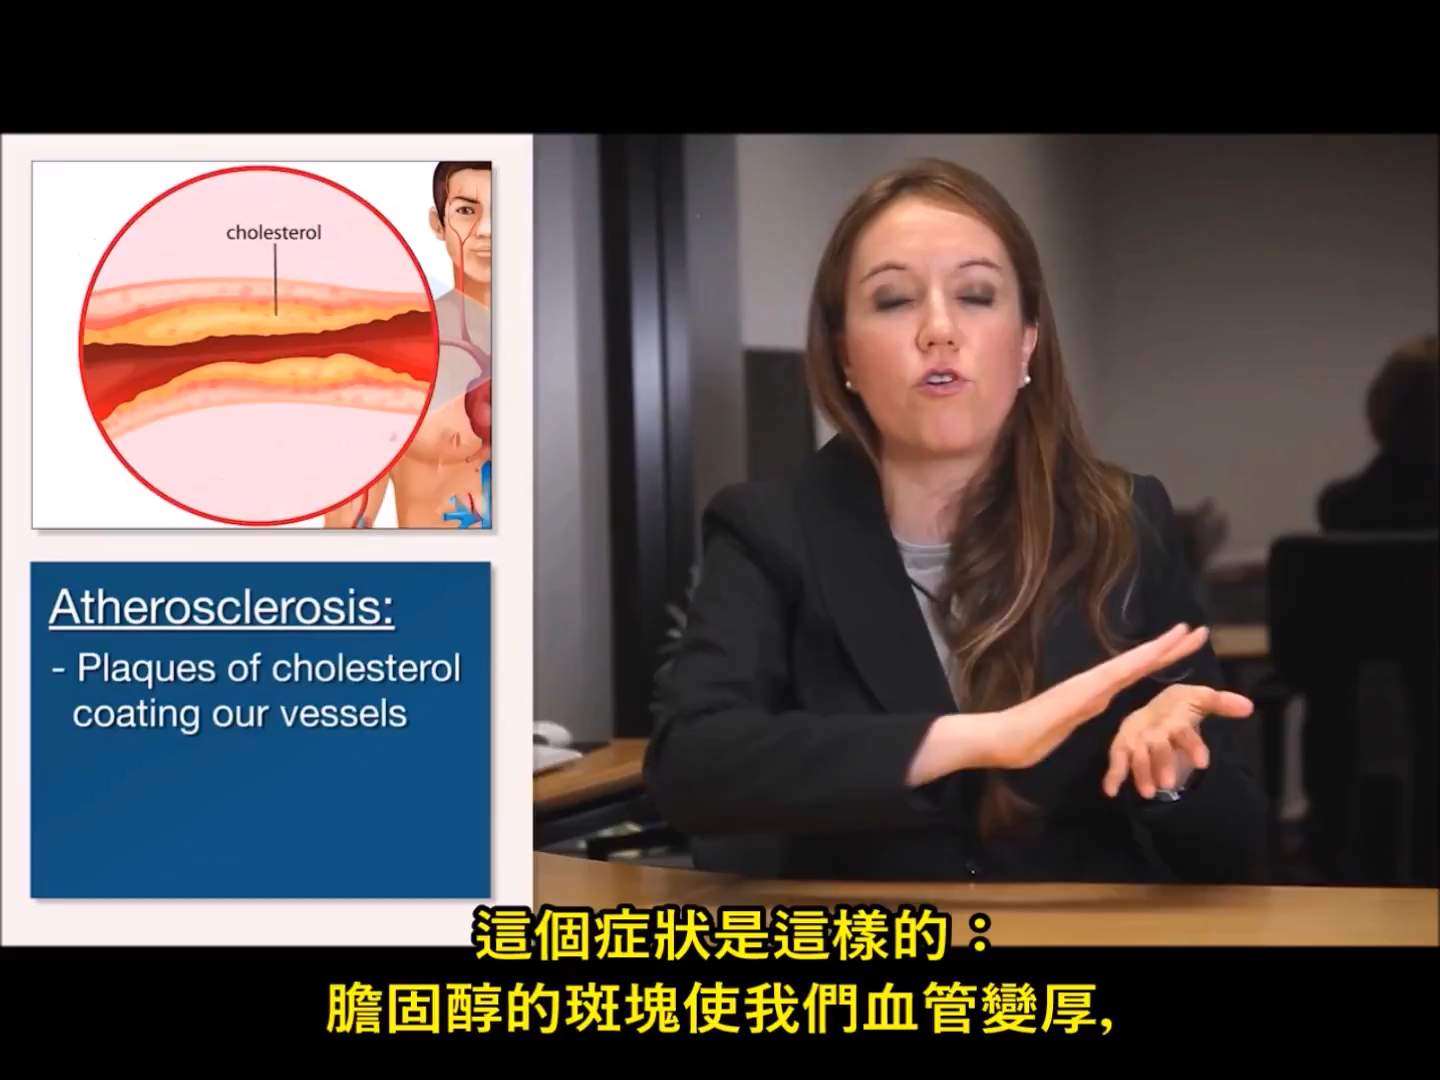 cholesterol
Atherosclerosis:
- Plaques of cholesterol
coating our vessels
這個症狀是這樣的：
膽固醇的斑塊使我們血管變厚,